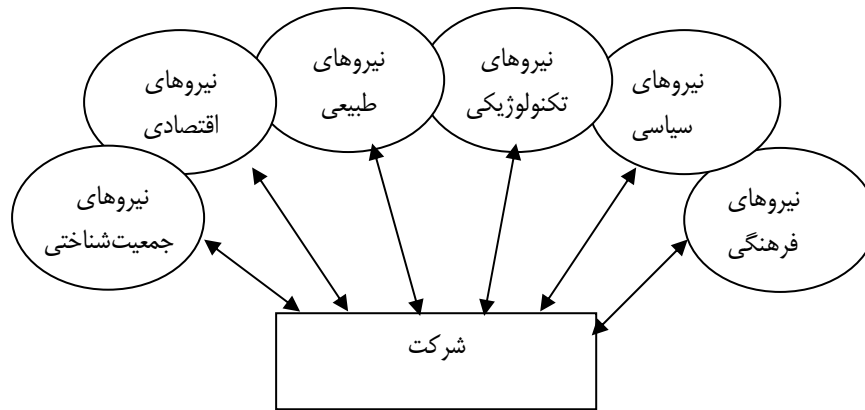 نیروهای
فرهنگی
نیروهای
سیاسی
نیروهای
تکنولوژیکی
نیروهای
طبیعی
نیروهای
اقتصادی
نیروهای
جمعیت‌شناختی
شرکت